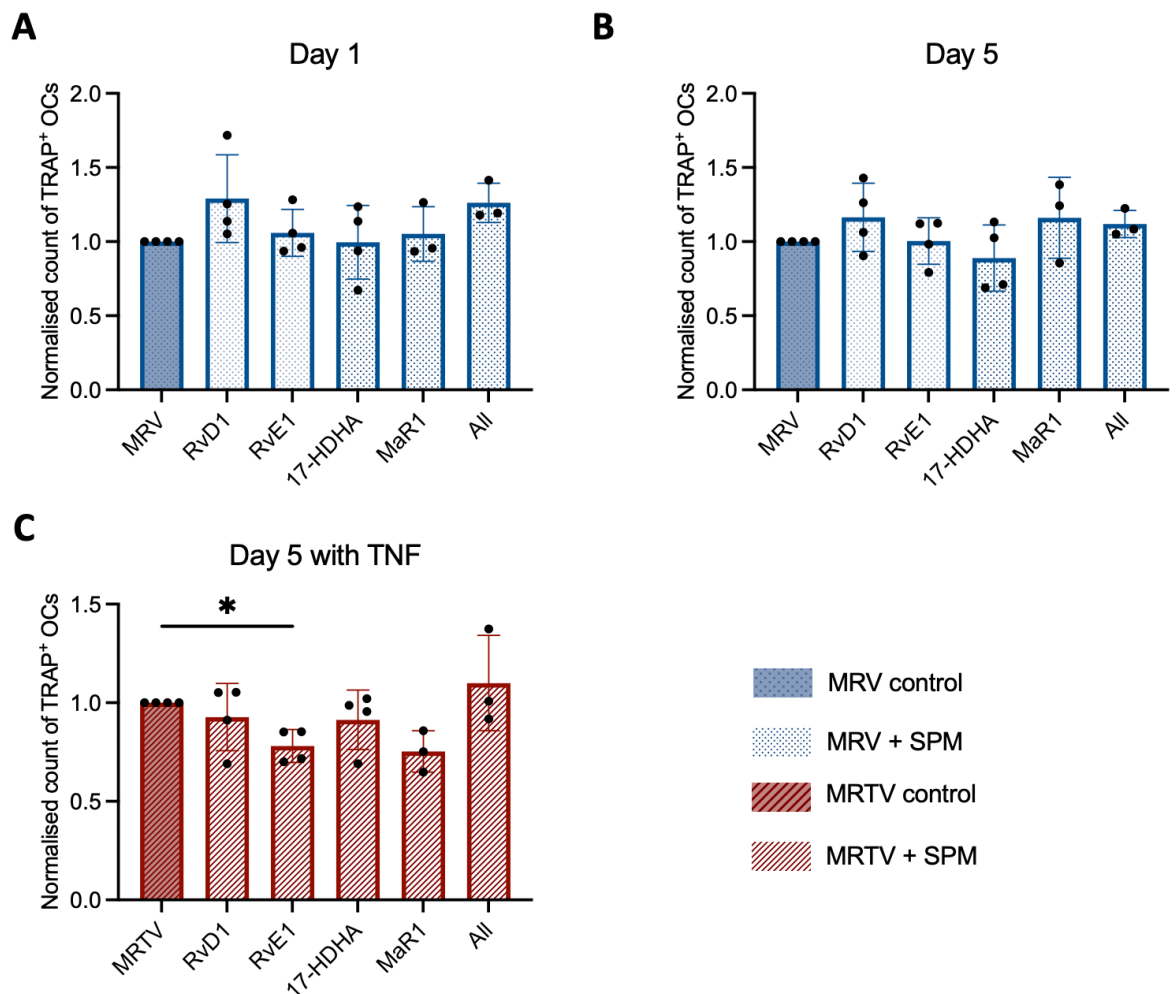 A
Day 1
Normalised count of TRAP⁺ OCs
2.0
1.5
1.0
0.5
0.0
MRV
RvD1
RvE1
17-HDHA
MaR1
All
B
Day 5
Normalised count of TRAP⁺ OCs
2.0
1.5
1.0
0.5
0.0
MRV
RvD1
RvE1
17-HDHA
MaR1
All
C
Day 5 with TNF
Normalised count of TRAP⁺ OCs
1.5
1.0
0.5
0.0
*
MRTV
RvD1
RvE1
17-HDHA
MaR1
All
MRV control
MRV + SPM
MRTV control
MRTV + SPM